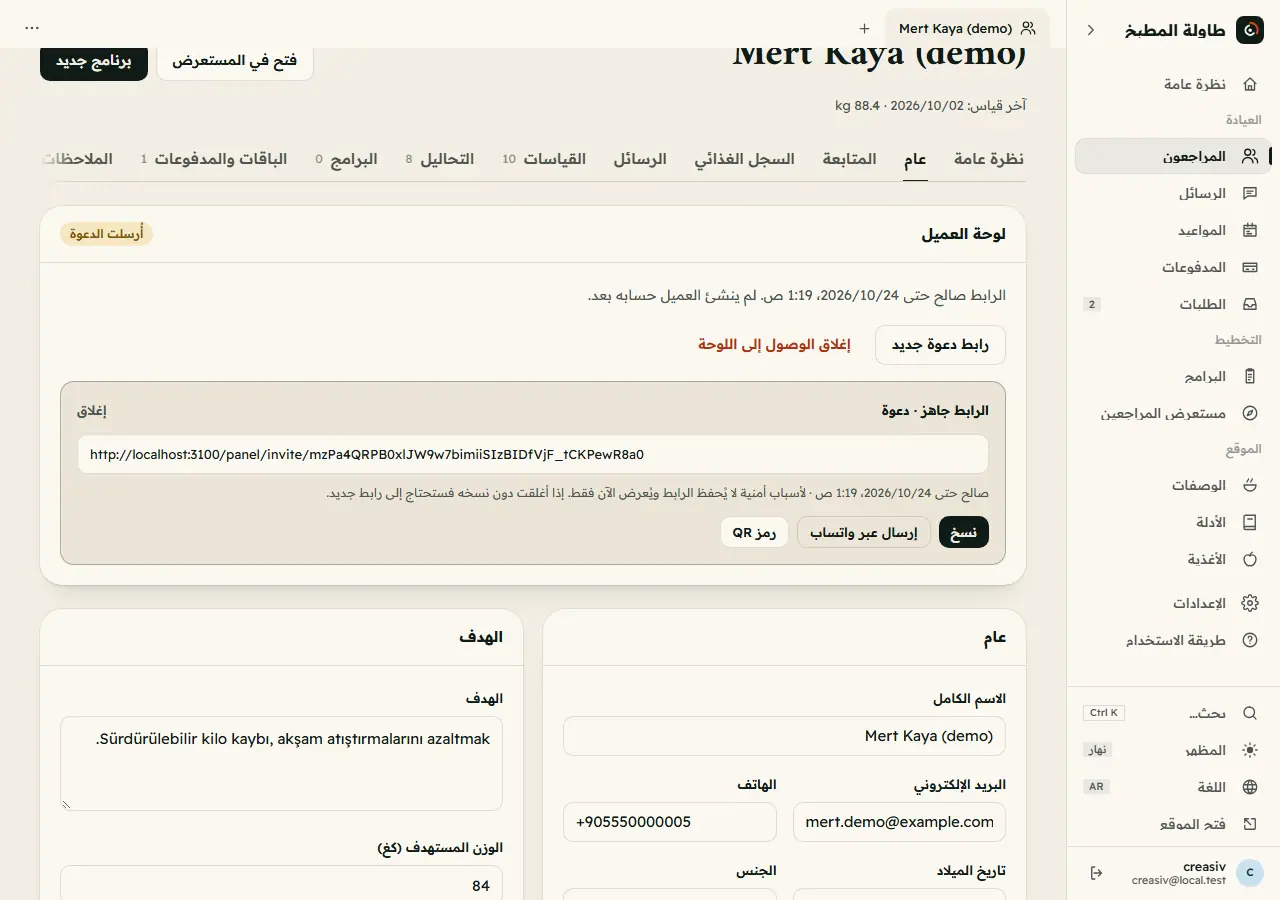 طاولة المطبخ
نظرة عامة
العيادة
المراجعون
الرسائل
المواعيد
المدفوعات
الطلبات 2
التخطيط
البرامج
مستعرض المراجعين
الموقع
الوصفات
الأدلة
الأغذية
الإعدادات
طريقة الاستخدام
بحث... Ctrl K
المظهر نهار
اللغة AR
فتح الموقع
creasiv
creasiv@local.test
C
Mert Kaya (demo)
Mert Kaya (demo)
فتح في المستعرض
برنامج جديد
آخر قياس: 2026/10/02 · 88.4 kg
نظرة عامة
عام
المتابعة
السجل الغذائي
الرسائل
القياسات 10
التحاليل 8
البرامج 0
الباقات والمدفوعات 1
الملاحظات
لوحة العميل
أُرسلت الدعوة
الرابط صالح حتى 2026/10/24، 1:19 ص. لم ينشئ العميل حسابه بعد.
رابط دعوة جديد
إغلاق الوصول إلى اللوحة
الرابط جاهز · دعوة
إغلاق
http://localhost:3100/panel/invite/mzPa4QRPB0xlJW9w7bimiiSIzBIDfVjF_tCKPewR8a0
صالح حتى 2026/10/24، 1:19 ص · لأسباب أمنية لا يُحفظ الرابط ويُعرض الآن فقط. إذا أغلقت دون نسخه فستحتاج إلى رابط جديد.
نسخ
إرسال عبر واتساب
رمز QR
عام
الاسم الكامل
Mert Kaya (demo)
البريد الإلكتروني
mert.demo@example.com
الهاتف
+905550000005
تاريخ الميلاد
الجنس
الهدف
الهدف
Sürdürülebilir kilo kaybı, akşam atıştırmalarını azaltmak.
الوزن المستهدف (كغ)
84